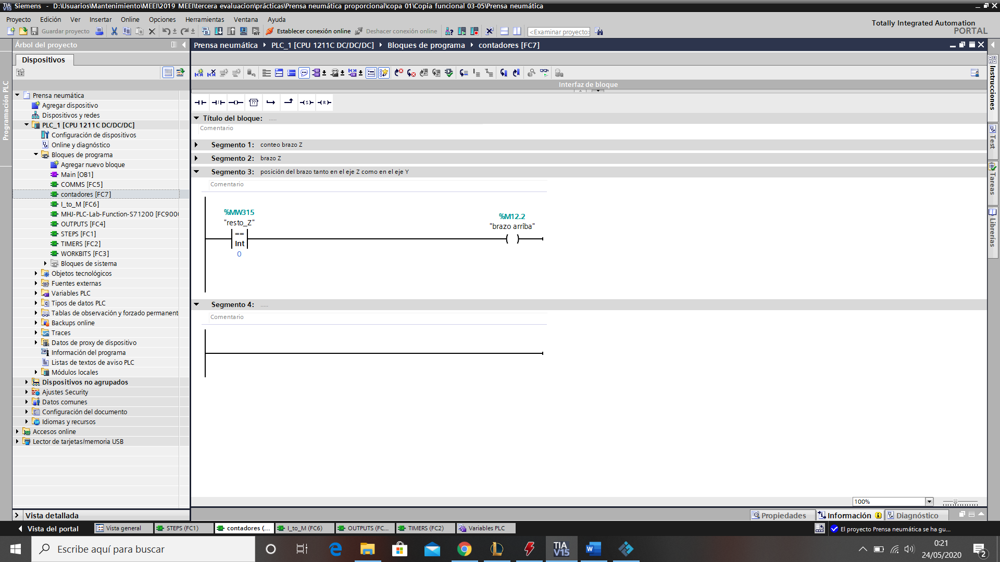 Siemens - D:\Usuarios\Mantenimiento\MEEI\2019 MEEI\tercera evaluacion\prácticas\Prensa neumática proporcional\copa 01\Copia funcional 03-05\Prensa neumática
Proyecto Edición Ver Insertar Online Opciones Herramientas Ventana Ayuda
Totally Integrated Automation
PORTAL
Guardar proyecto
Establecer conexión online
Deshacer conexión online
<Examinar proyecto>
Árbol del proyecto
Prensa neumática PLC_1 [CPU 1211C DC/DC/DC] Bloques de programa contadores [FC7]
Dispositivos
Programación PLC
Interfaz de bloque
Prensa neumática
Agregar dispositivo
Dispositivos y redes
PLC_1 [CPU 1211C DC/DC/DC]
Configuración de dispositivos
Online y diagnóstico
Bloques de programa
Agregar nuevo bloque
Main [OB1]
COMMS [FC5]
contadores [FC7]
I_to_M [FC6]
MHJ-PLC-Lab-Function-S71200 [FC900
OUTPUTS [FC4]
STEPS [FC1]
TIMERS [FC2]
WORKBITS [FC3]
Bloques de sistema
Objetos tecnológicos
Fuentes externas
Variables PLC
Tipos de datos PLC
Tablas de observación y forzado permanent
Backups online
Traces
Datos de proxy de dispositivo
Información del programa
Listas de textos de aviso PLC
Módulos locales
Dispositivos no agrupados
Ajustes Security
Datos comunes
Configuración del documento
Idiomas y recursos
Accesos online
Lector de tarjetas/memoria USB
Vista detallada
Título del bloque: .....
Comentario
Segmento 1: conteo brazo Z
Segmento 2: brazo Z
Segmento 3: posición del brazo tanto en el eje Z como en el eje Y
Comentario
%MW315
"resto_Z"
==
Int
0
%M12.2
"brazo arriba"
Segmento 4: .....
Comentario
100%
Instrucciones
Test
Tareas
Librerías
Propiedades
Información
Diagnóstico
Vista del portal
Vista general
STEPS (FC1)
contadores (...
I_to_M (FC6)
OUTPUTS (FC...
TIMERS (FC2)
Variables PLC
El proyecto Prensa neumática se ha gu...
Escribe aquí para buscar
TIA
V15
0:21
24/05/2020
2